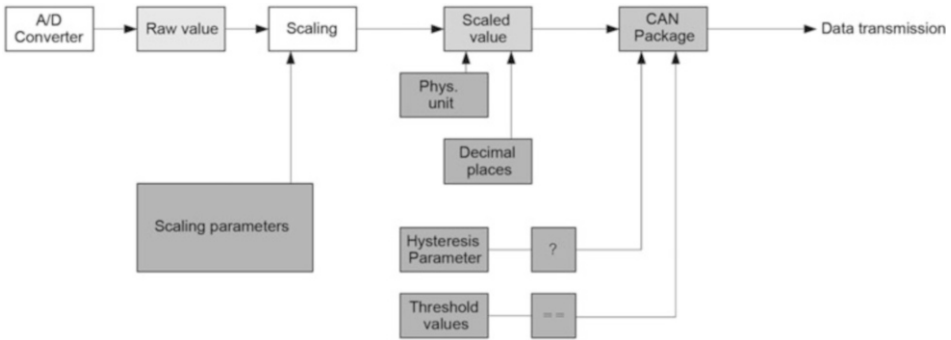 A/D
Converter
Raw value
Scaling
Scaled
value
CAN
Package
Data transmission
Phys.
unit
Decimal
places
Scaling parameters
Hysteresis
Parameter
?
Threshold
values
= =